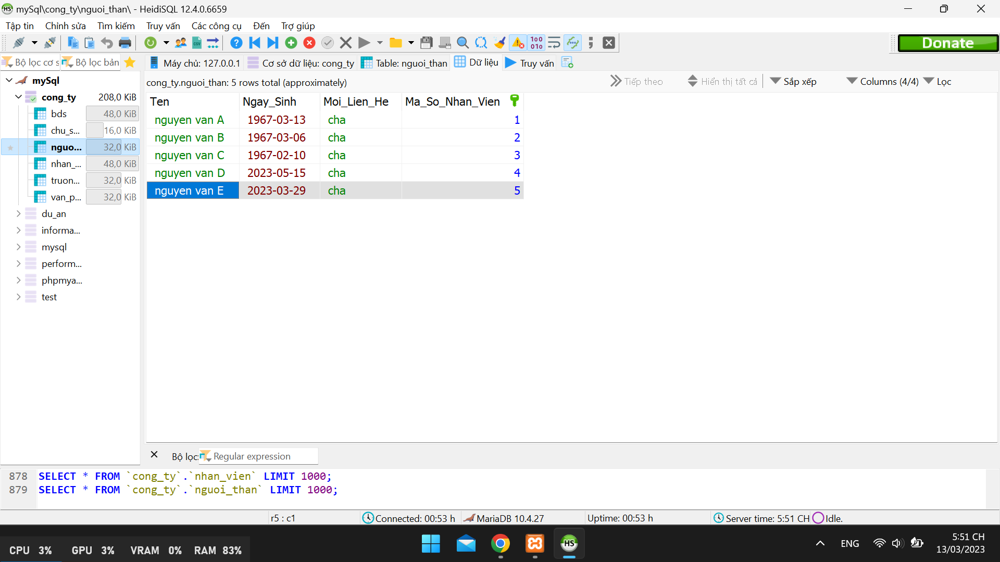 mySql\cong_ty\nguoi_than\ - HeidiSQL 12.4.0.6659
Tập tin Chỉnh sửa Tìm kiếm Truy vấn Các công cụ Đến Trợ giúp
Donate
Bộ lọc cơ s Bộ lọc bản
Máy chủ: 127.0.0.1 Cơ sở dữ liệu: cong_ty Table: nguoi_than Dữ liệu Truy vấn
cong_ty.nguoi_than: 5 rows total (approximately) Tiếp theo Hiển thị tất cả Sắp xếp Columns (4/4) Lọc
mySql
cong_ty 208,0 KiB
bds 48,0 KiB
chu_s... 16,0 KiB
nguo... 32,0 KiB
nhan_... 48,0 KiB
truon... 32,0 KiB
van_p... 32,0 KiB
du_an
informa...
mysql
perform...
phpmya...
test
Ten Ngay_Sinh Moi_Lien_He Ma_So_Nhan_Vien
nguyen van A 1967-03-13 cha 1
nguyen van B 1967-03-06 cha 2
nguyen van C 1967-02-10 cha 3
nguyen van D 2023-05-15 cha 4
nguyen van E 2023-03-29 cha 5
Bộ lọc: Regular expression
878 SELECT * FROM `cong_ty`.`nhan_vien` LIMIT 1000;
879 SELECT * FROM `cong_ty`.`nguoi_than` LIMIT 1000;
r5 : c1 Connected: 00:53 h MariaDB 10.4.27 Uptime: 00:53 h Server time: 5:51 CH Idle.
CPU 3% GPU 3% VRAM 0% RAM 83%
HS
ENG
5:51 CH
13/03/2023